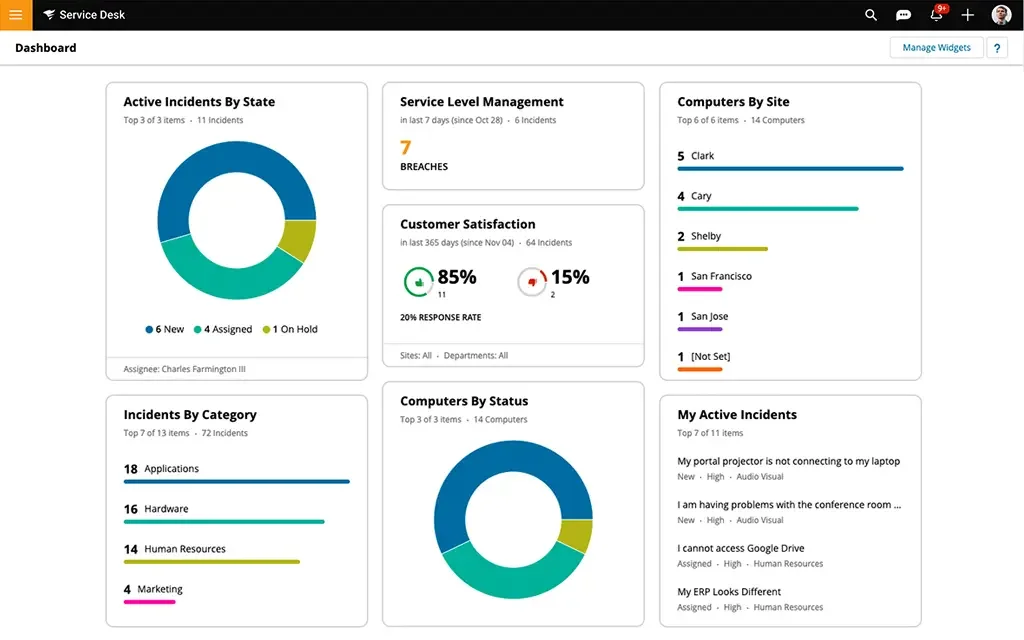 Service Desk
9+
Dashboard
Manage Widgets
?
Active Incidents By State
Top 3 of 3 items • 11 Incidents
6 New 4 Assigned 1 On Hold
Assignee: Charles Farmington III
Service Level Management
in last 7 days (since Oct 28) • 6 Incidents
7
BREACHES
Customer Satisfaction
in last 365 days (since Nov 04) • 64 Incidents
85%
11
15%
2
20% RESPONSE RATE
Sites: All • Departments: All
Computers By Site
Top 6 of 6 items • 14 Computers
5 Clark
4 Cary
2 Shelby
1 San Francisco
1 San Jose
1 [Not Set]
Incidents By Category
Top 7 of 13 items • 72 Incidents
18 Applications
16 Hardware
14 Human Resources
4 Marketing
Computers By Status
Top 3 of 3 items • 14 Computers
My Active Incidents
Top 7 of 11 items
My portal projector is not connecting to my laptop
New • High • Audio Visual
I am having problems with the conference room ...
New • High • Audio Visual
I cannot access Google Drive
Assigned • High • Human Resources
My ERP Looks Different
Assigned • High • Human Resources